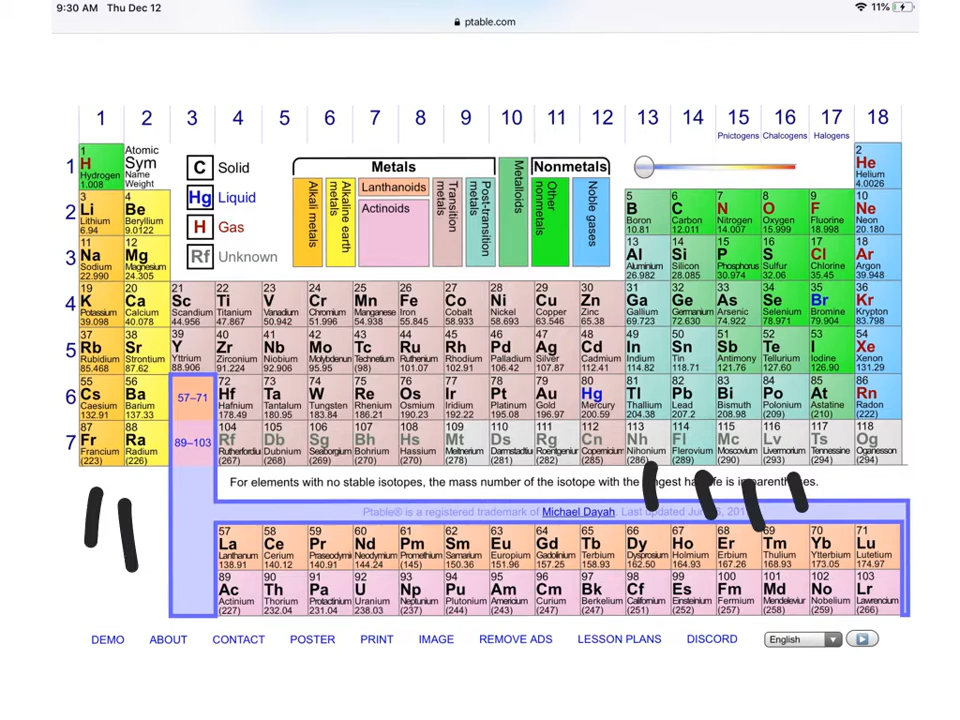 9:30 AM Thu Dec 12 11%
ptable.com
1 2 3 4 5 6 7 8 9 10 11 12 13 14 15 16 17 18
Pnictogens Chalcogens Halogens
Atomic
Sym
Name
Weight
C Solid
Hg Liquid
H Gas
Rf Unknown
Metals
Alkali metals
Alkaline earth metals
Lanthanoids
Actinoids
Transition metals
Post-transition metals
Metalloids
Nonmetals
Other nonmetals
Noble gases
1
1 H Hydrogen 1.008
2 He Helium 4.0026
2
3 Li Lithium 6.94
4 Be Beryllium 9.0122
5 B Boron 10.81
6 C Carbon 12.011
7 N Nitrogen 14.007
8 O Oxygen 15.999
9 F Fluorine 18.998
10 Ne Neon 20.180
3
11 Na Sodium 22.990
12 Mg Magnesium 24.305
13 Al Aluminium 26.982
14 Si Silicon 28.085
15 P Phosphorus 30.974
16 S Sulfur 32.06
17 Cl Chlorine 35.45
18 Ar Argon 39.948
4
19 K Potassium 39.098
20 Ca Calcium 40.078
21 Sc Scandium 44.956
22 Ti Titanium 47.867
23 V Vanadium 50.942
24 Cr Chromium 51.996
25 Mn Manganese 54.938
26 Fe Iron 55.845
27 Co Cobalt 58.933
28 Ni Nickel 58.693
29 Cu Copper 63.546
30 Zn Zinc 65.38
31 Ga Gallium 69.723
32 Ge Germanium 72.630
33 As Arsenic 74.922
34 Se Selenium 78.971
35 Br Bromine 79.904
36 Kr Krypton 83.798
5
37 Rb Rubidium 85.468
38 Sr Strontium 87.62
39 Y Yttrium 88.906
40 Zr Zirconium 91.224
41 Nb Niobium 92.906
42 Mo Molybdenum 95.95
43 Tc Technetium (98)
44 Ru Ruthenium 101.07
45 Rh Rhodium 102.91
46 Pd Palladium 106.42
47 Ag Silver 107.87
48 Cd Cadmium 112.41
49 In Indium 114.82
50 Sn Tin 118.71
51 Sb Antimony 121.76
52 Te Tellurium 127.60
53 I Iodine 126.90
54 Xe Xenon 131.29
6
55 Cs Caesium 132.91
56 Ba Barium 137.33
57–71
72 Hf Hafnium 178.49
73 Ta Tantalum 180.95
74 W Tungsten 183.84
75 Re Rhenium 186.21
76 Os Osmium 190.23
77 Ir Iridium 192.22
78 Pt Platinum 195.08
79 Au Gold 196.97
80 Hg Mercury 200.59
81 Tl Thallium 204.38
82 Pb Lead 207.2
83 Bi Bismuth 208.98
84 Po Polonium (209)
85 At Astatine (210)
86 Rn Radon (222)
7
87 Fr Francium (223)
88 Ra Radium (226)
89–103
104 Rf Rutherfordiu (267)
105 Db Dubnium (268)
106 Sg Seaborgium (269)
107 Bh Bohrium (270)
108 Hs Hassium (270)
109 Mt Meitnerium (278)
110 Ds Darmstadtiu (281)
111 Rg Roentgeniur (282)
112 Cn Copernicium (285)
113 Nh Nihonium (286)
114 Fl Flerovium (289)
115 Mc Moscovium (290)
116 Lv Livermorium (293)
117 Ts Tennessine (294)
118 Og Oganesson (294)
For elements with no stable isotopes, the mass number of the isotope with the longest half-life is in parentheses.
Ptable® is a registered trademark of Michael Dayah. Last updated
57 La Lanthanum 138.91
58 Ce Cerium 140.12
59 Pr Praseodymi 140.91
60 Nd Neodymium 144.24
61 Pm Promethium (145)
62 Sm Samarium 150.36
63 Eu Europium 151.96
64 Gd Gadolinium 157.25
65 Tb Terbium 158.93
66 Dy Dysprosium 162.50
67 Ho Holmium 164.93
68 Er Erbium 167.26
69 Tm Thulium 168.93
70 Yb Ytterbium 173.05
71 Lu Lutetium 174.97
89 Ac Actinium (227)
90 Th Thorium 232.04
91 Pa Protactinium 231.04
92 U Uranium 238.03
93 Np Neptunium (237)
94 Pu Plutonium (244)
95 Am Americium (243)
96 Cm Curium (247)
97 Bk Berkelium (247)
98 Cf Californium (251)
99 Es Einsteinium (252)
100 Fm Fermium (257)
101 Md Mendeleviur (258)
102 No Nobelium (259)
103 Lr Lawrencium (266)
DEMO ABOUT CONTACT POSTER PRINT IMAGE REMOVE ADS LESSON PLANS DISCORD English